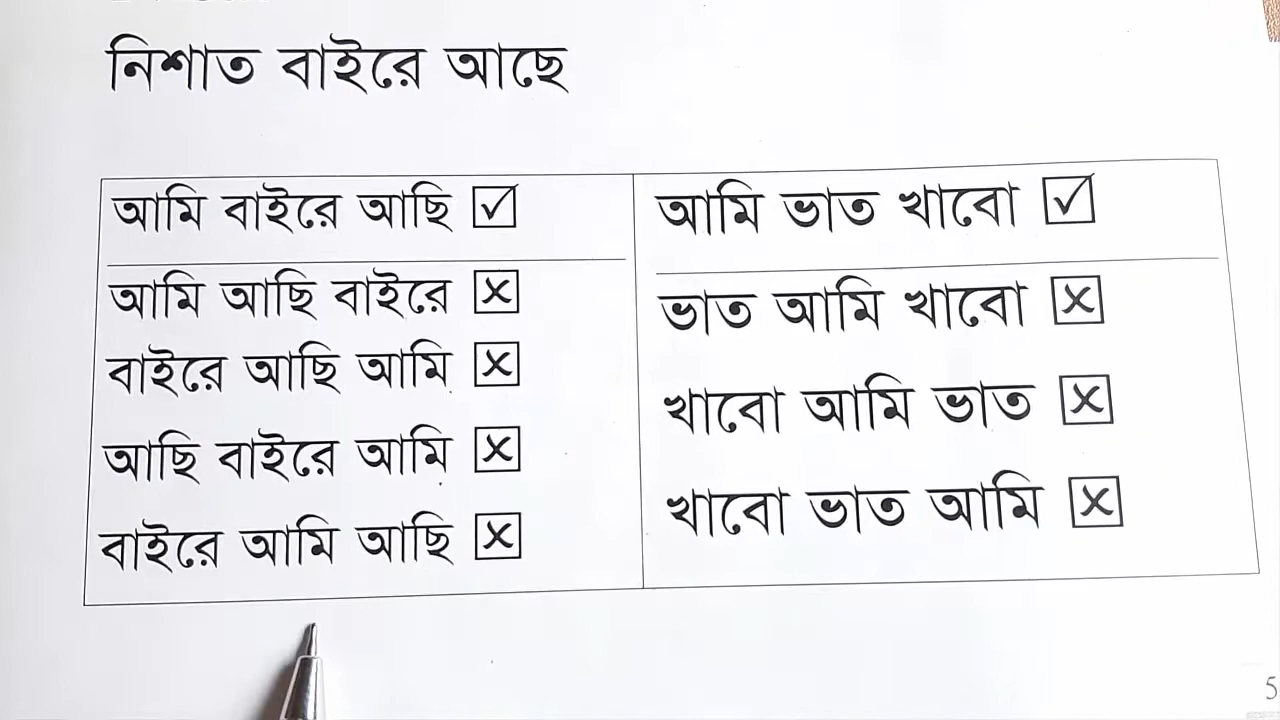 নিশাত বাইরে আছে
আমি বাইরে আছি ☑
আমি আছি বাইরে ☒
বাইরে আছি আমি ☒
আছি বাইরে আমি ☒
বাইরে আমি আছি ☒
আমি ভাত খাবো ☑
ভাত আমি খাবো ☒
খাবো আমি ভাত ☒
খাবো ভাত আমি ☒
5